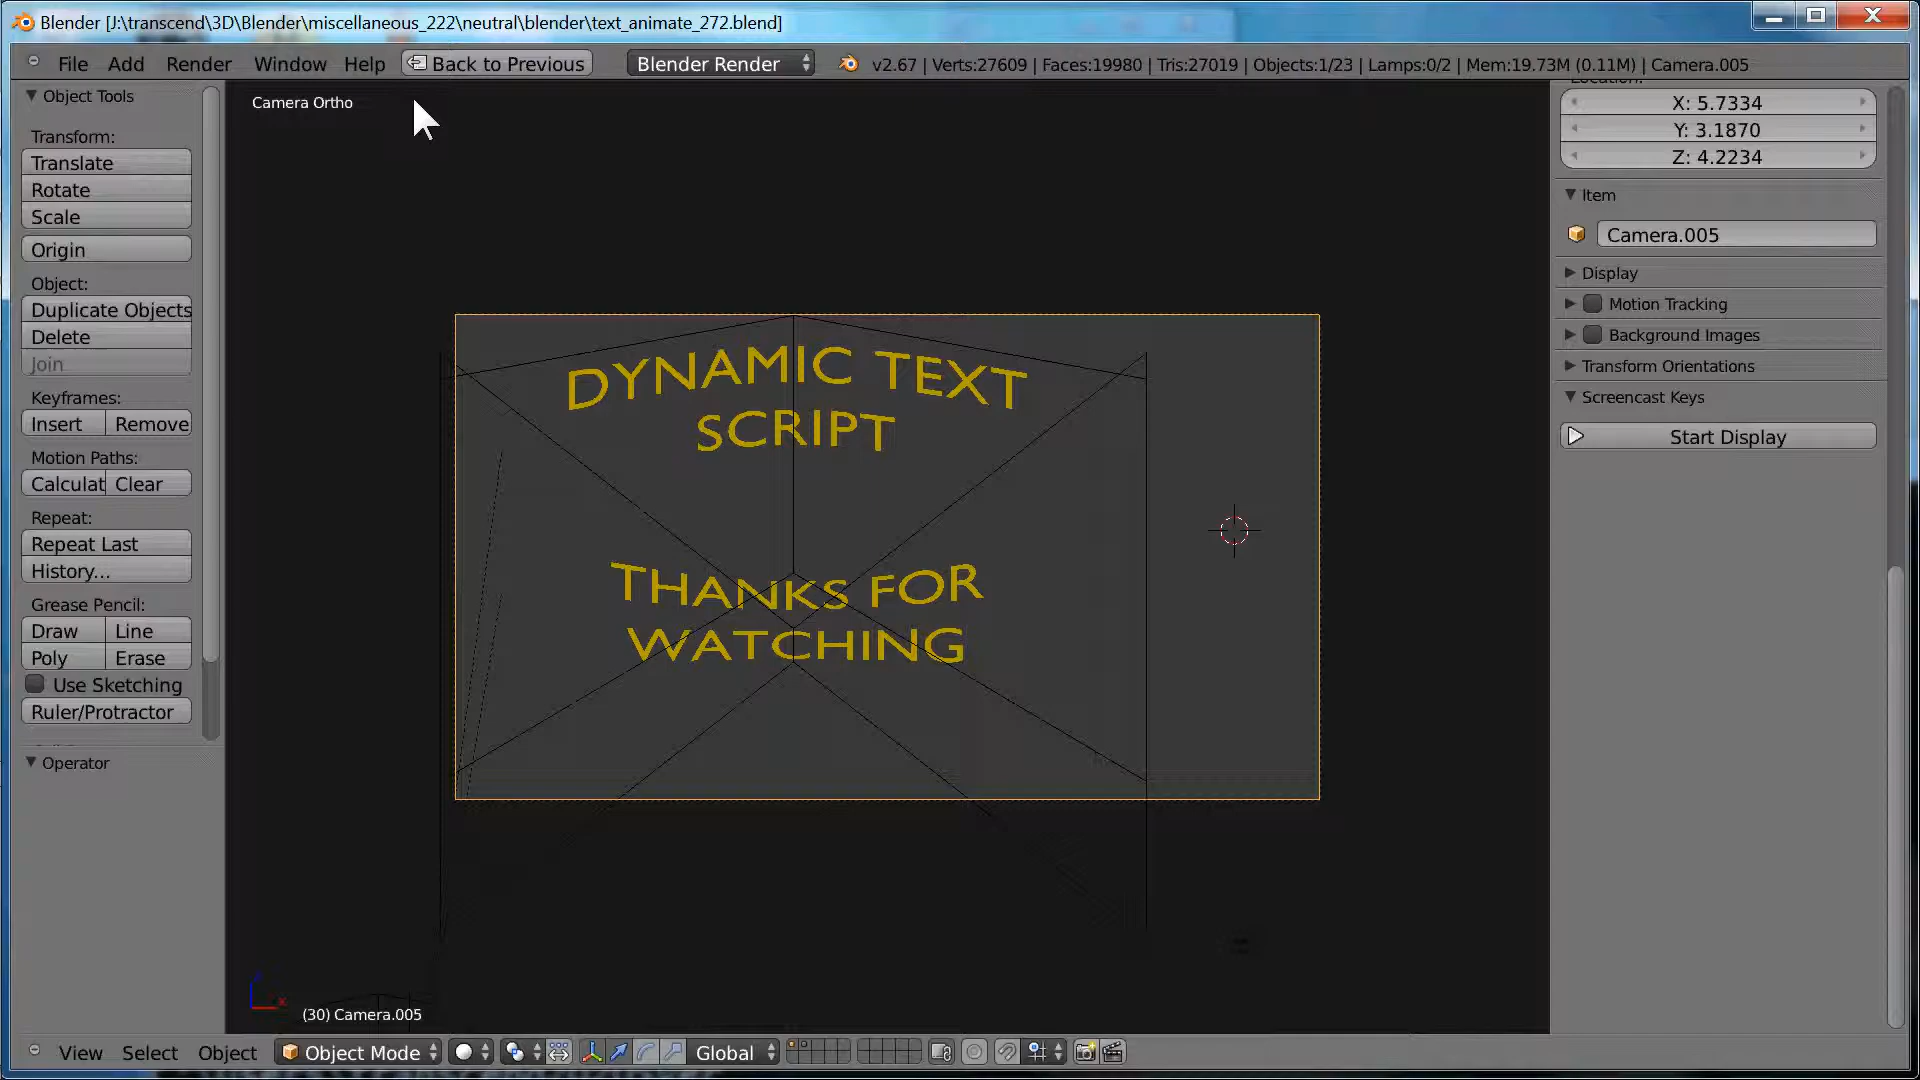 Blender [J:\transcend\3D\Blender\miscellaneous_222\neutral\blender\text_animate_272.blend]
File Add Render Window Help Back to Previous Blender Render v2.67 | Verts:27609 | Faces:19980 | Tris:27019 | Objects:1/23 | Lamps:0/2 | Mem:19.73M (0.11M) | Camera.005
Object Tools
Transform:
Translate
Rotate
Scale
Origin
Object:
Duplicate Objects
Delete
Join
Keyframes:
Insert Remove
Motion Paths:
Calculat Clear
Repeat:
Repeat Last
History...
Grease Pencil:
Draw Line
Poly Erase
Use Sketching
Ruler/Protractor
Operator
Camera Ortho
DYNAMIC TEXT
SCRIPT
THANKS FOR
WATCHING
(30) Camera.005
Location:
X: 5.7334
Y: 3.1870
Z: 4.2234
Item
Camera.005
Display
Motion Tracking
Background Images
Transform Orientations
Screencast Keys
Start Display
View Select Object Object Mode Global